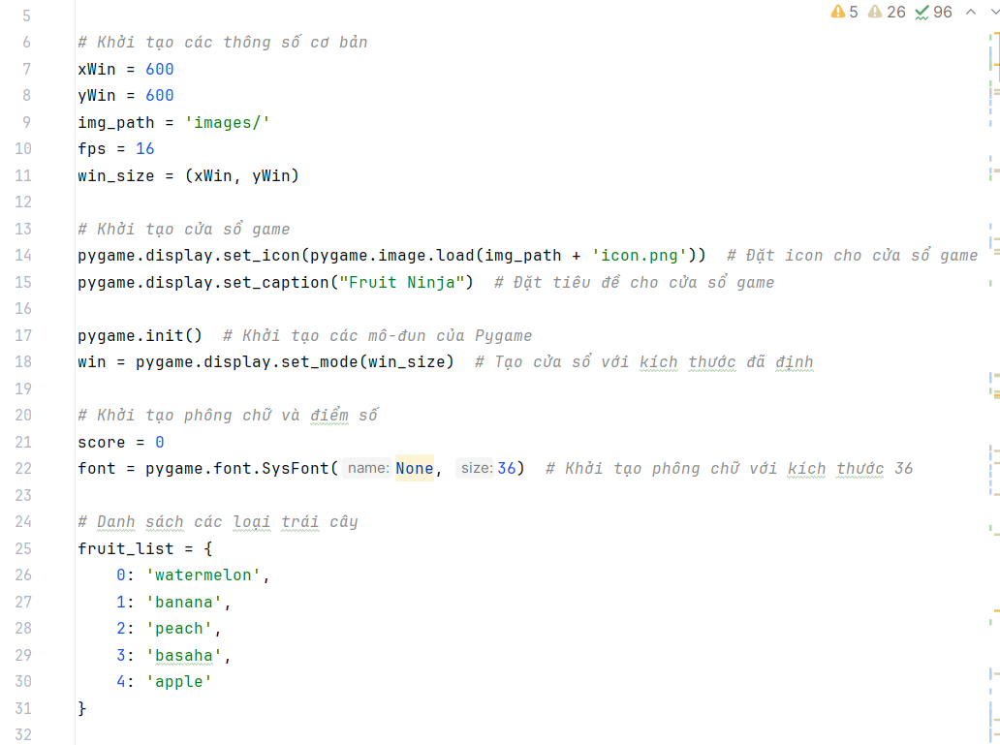 5 26 96
5
6 # Khởi tạo các thông số cơ bản
7 xWin = 600
8 yWin = 600
9 img_path = 'images/'
10 fps = 16
11 win_size = (xWin, yWin)
12
13 # Khởi tạo cửa sổ game
14 pygame.display.set_icon(pygame.image.load(img_path + 'icon.png')) # Đặt icon cho cửa sổ game
15 pygame.display.set_caption("Fruit Ninja") # Đặt tiêu đề cho cửa sổ game
16
17 pygame.init() # Khởi tạo các mô-đun của Pygame
18 win = pygame.display.set_mode(win_size) # Tạo cửa sổ với kích thước đã định
19
20 # Khởi tạo phông chữ và điểm số
21 score = 0
22 font = pygame.font.SysFont( name: None, size: 36) # Khởi tạo phông chữ với kích thước 36
23
24 # Danh sách các loại trái cây
25 fruit_list = {
26 0: 'watermelon',
27 1: 'banana',
28 2: 'peach',
29 3: 'basaha',
30 4: 'apple'
31 }
32